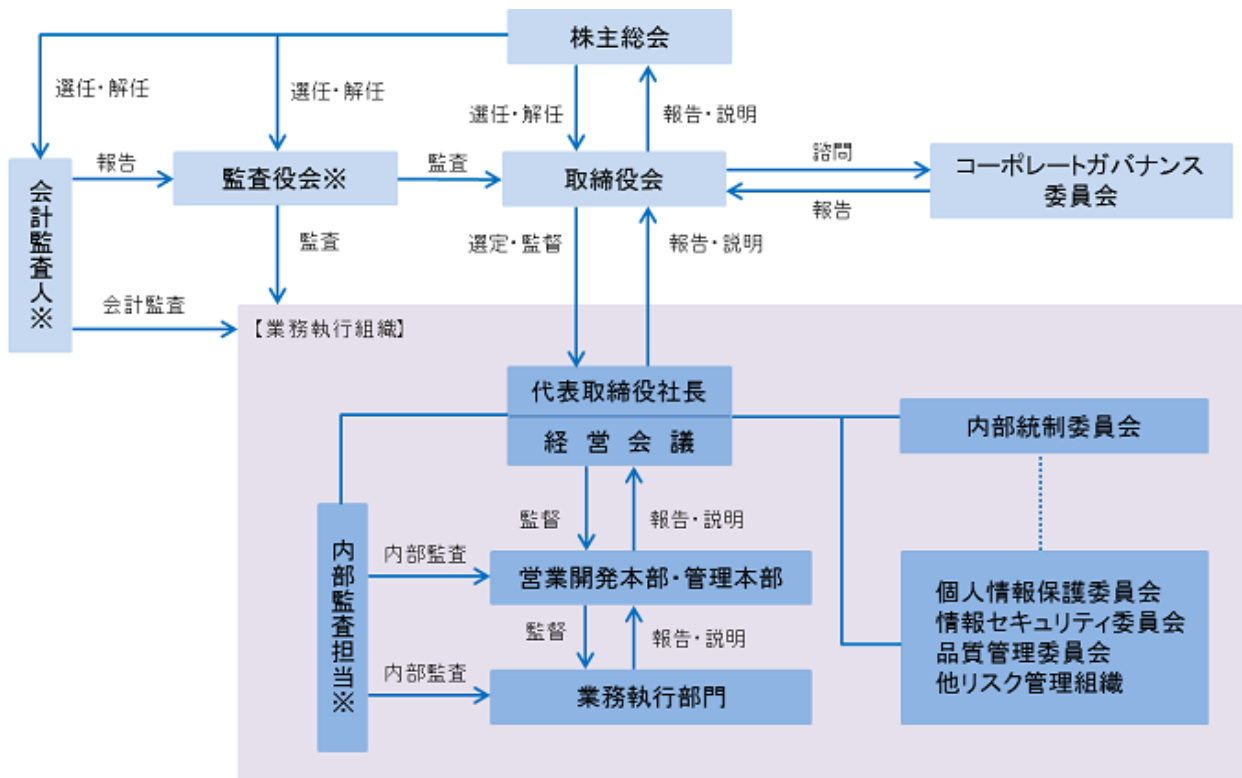 株主総会
選任・解任
選任・解任
選任・解任
報告・説明
会計監査人※
報告
監査役会※
監査
取締役会
諮問
報告
コーポレートガバナンス
委員会
監査
選定・監督
報告・説明
会計監査
【業務執行組織】
代表取締役社長
経営会議
内部統制委員会
監督
報告・説明
内部監査担当※
内部監査
営業開発本部・管理本部
監督
報告・説明
内部監査
業務執行部門
個人情報保護委員会
情報セキュリティ委員会
品質管理委員会
他リスク管理組織